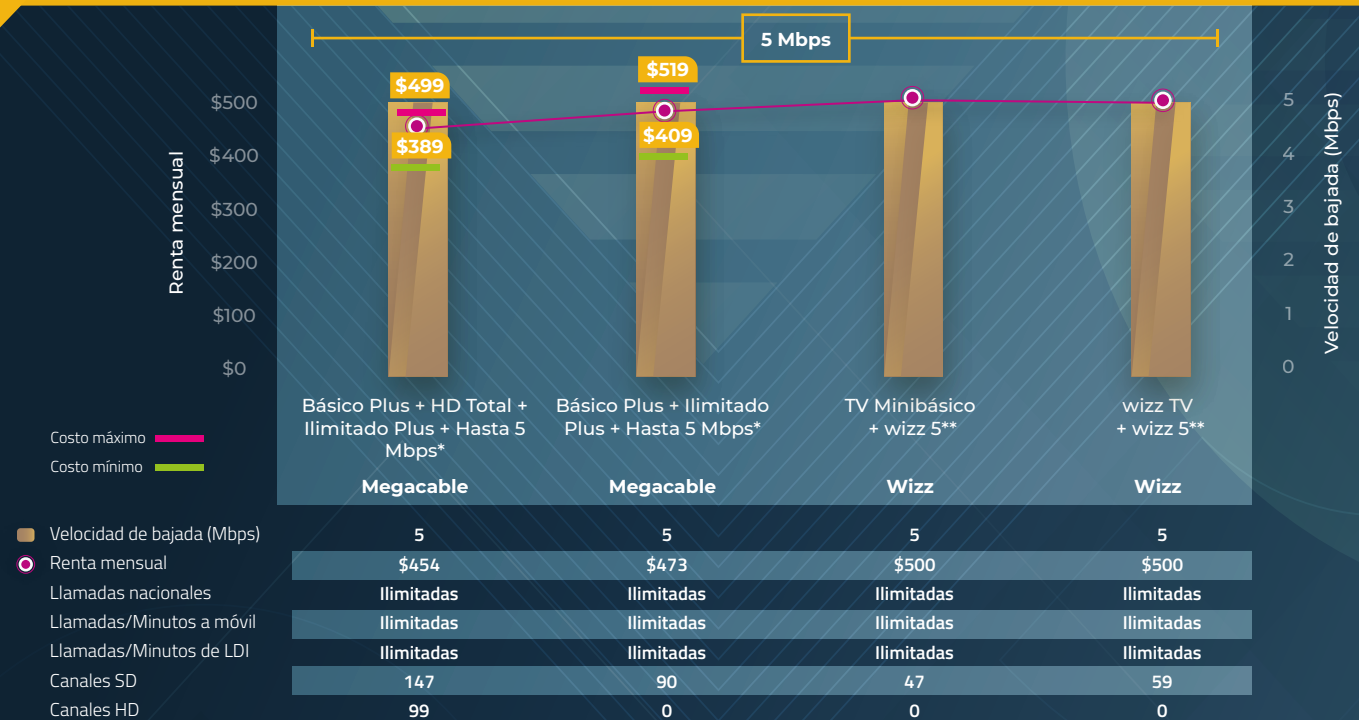 5 Mbps
$499
$519
$389
$409
$500
$400
$300
$200
$100
$0
Renta mensual
5
4
3
2
1
0
Velocidad de bajada (Mbps)
Básico Plus + HD Total +
Ilimitado Plus + Hasta 5
Mbps*
Básico Plus + Ilimitado
Plus + Hasta 5 Mbps*
TV Minibásico
+ wizz 5**
wizz TV
+ wizz 5**
Costo máximo
Costo mínimo
Megacable Megacable Wizz Wizz
Velocidad de bajada (Mbps) 5 5 5 5
Renta mensual $454 $473 $500 $500
Llamadas nacionales Ilimitadas Ilimitadas Ilimitadas Ilimitadas
Llamadas/Minutos a móvil Ilimitadas Ilimitadas Ilimitadas Ilimitadas
Llamadas/Minutos de LDI Ilimitadas Ilimitadas Ilimitadas Ilimitadas
Canales SD 147 90 47 59
Canales HD 99 0 0 0